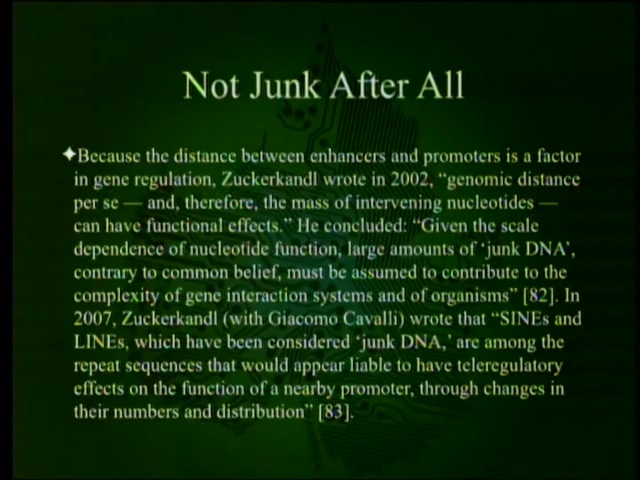 Not Junk After All
✦Because the distance between enhancers and promoters is a factor
in gene regulation, Zuckerkandl wrote in 2002, “genomic distance
per se — and, therefore, the mass of intervening nucleotides —
can have functional effects.” He concluded: “Given the scale
dependence of nucleotide function, large amounts of ‘junk DNA’,
contrary to common belief, must be assumed to contribute to the
complexity of gene interaction systems and of organisms” [82]. In
2007, Zuckerkandl (with Giacomo Cavalli) wrote that “SINEs and
LINEs, which have been considered ‘junk DNA,’ are among the
repeat sequences that would appear liable to have teleregulatory
effects on the function of a nearby promoter, through changes in
their numbers and distribution” [83].